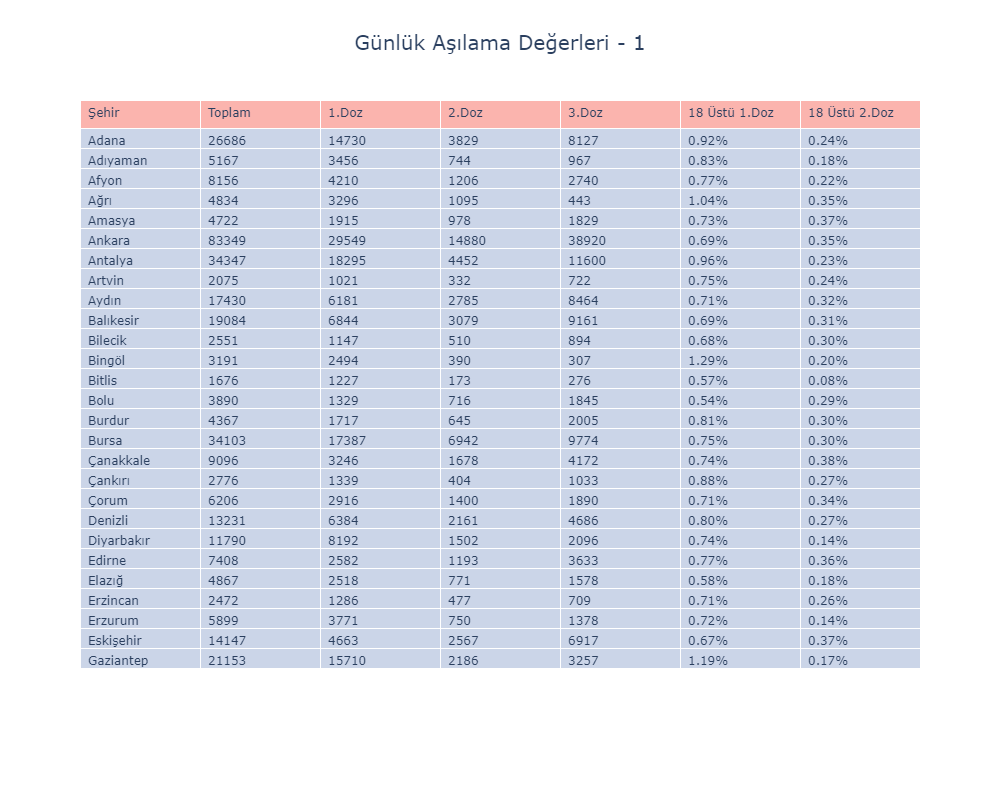 Günlük Aşılama Değerleri - 1
Şehir Toplam 1.Doz 2.Doz 3.Doz 18 Üstü 1.Doz 18 Üstü 2.Doz
Adana 26686 14730 3829 8127 0.92% 0.24%
Adıyaman 5167 3456 744 967 0.83% 0.18%
Afyon 8156 4210 1206 2740 0.77% 0.22%
Ağrı 4834 3296 1095 443 1.04% 0.35%
Amasya 4722 1915 978 1829 0.73% 0.37%
Ankara 83349 29549 14880 38920 0.69% 0.35%
Antalya 34347 18295 4452 11600 0.96% 0.23%
Artvin 2075 1021 332 722 0.75% 0.24%
Aydın 17430 6181 2785 8464 0.71% 0.32%
Balıkesir 19084 6844 3079 9161 0.69% 0.31%
Bilecik 2551 1147 510 894 0.68% 0.30%
Bingöl 3191 2494 390 307 1.29% 0.20%
Bitlis 1676 1227 173 276 0.57% 0.08%
Bolu 3890 1329 716 1845 0.54% 0.29%
Burdur 4367 1717 645 2005 0.81% 0.30%
Bursa 34103 17387 6942 9774 0.75% 0.30%
Çanakkale 9096 3246 1678 4172 0.74% 0.38%
Çankırı 2776 1339 404 1033 0.88% 0.27%
Çorum 6206 2916 1400 1890 0.71% 0.34%
Denizli 13231 6384 2161 4686 0.80% 0.27%
Diyarbakır 11790 8192 1502 2096 0.74% 0.14%
Edirne 7408 2582 1193 3633 0.77% 0.36%
Elazığ 4867 2518 771 1578 0.58% 0.18%
Erzincan 2472 1286 477 709 0.71% 0.26%
Erzurum 5899 3771 750 1378 0.72% 0.14%
Eskişehir 14147 4663 2567 6917 0.67% 0.37%
Gaziantep 21153 15710 2186 3257 1.19% 0.17%